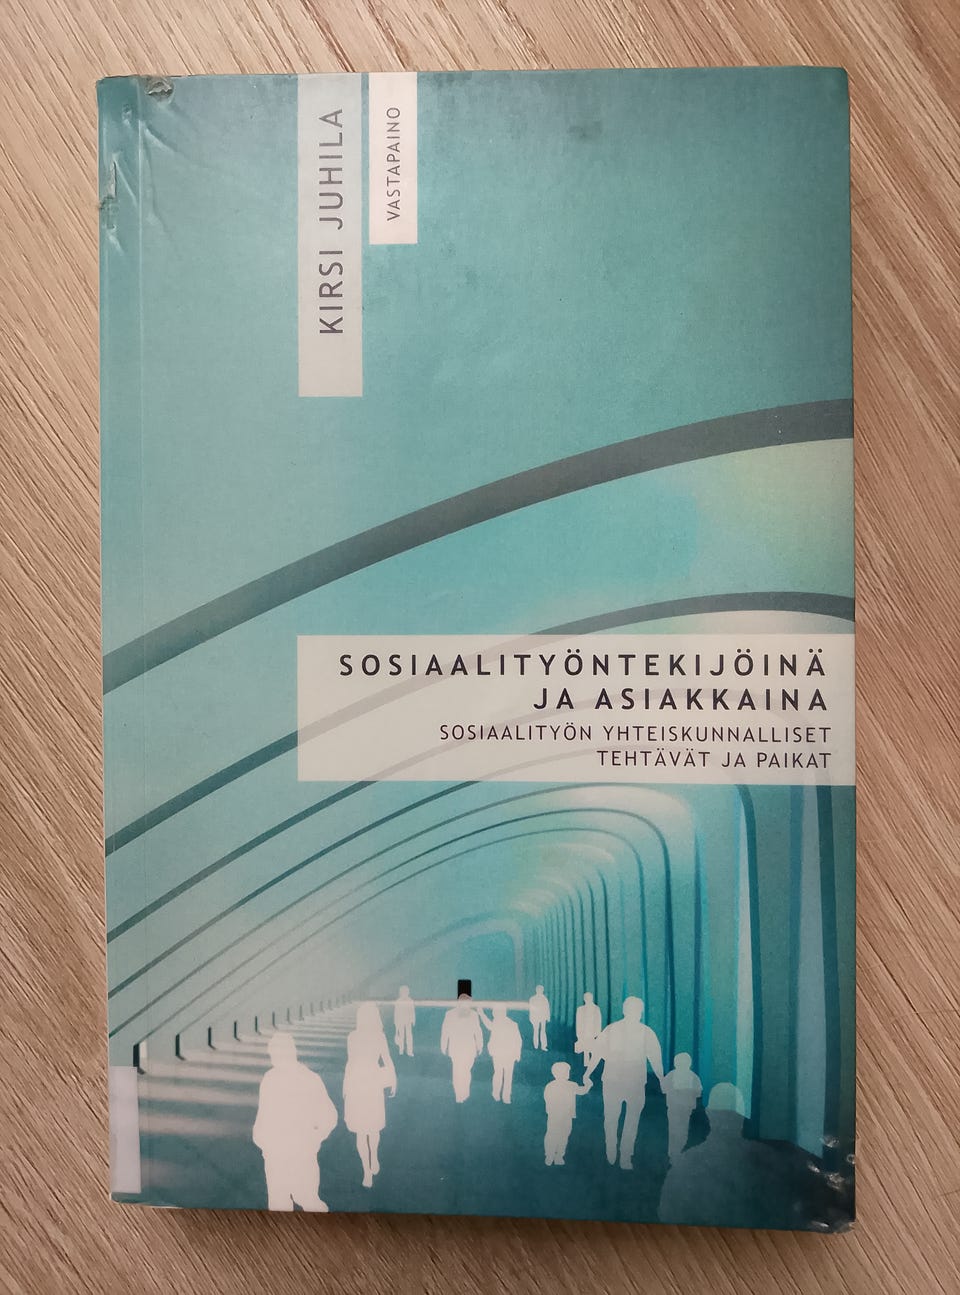 KIRSI JUHILA
VASTAPAINO
SOSIAALITYÖNTEKIJÖINÄ
JA ASIAKKAINA
SOSIAALITYÖN YHTEISKUNNALLISET
TEHTÄVÄT JA PAIKAT